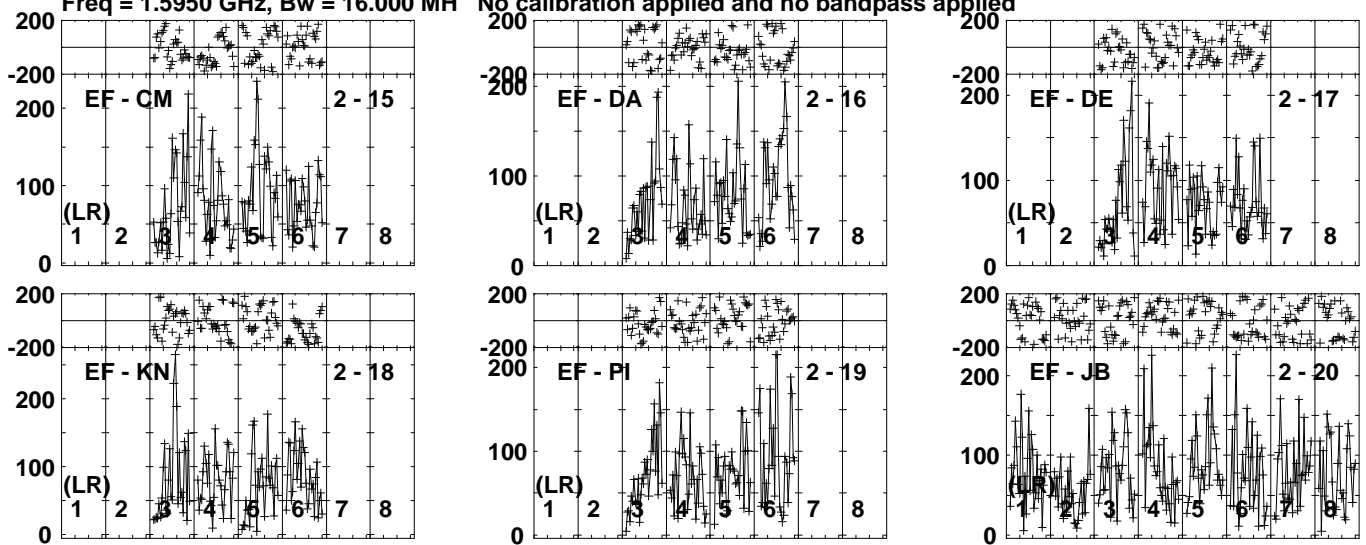 Freq = 1.5950 GHz, Bw = 16.000 MH No calibration applied and no bandpass applied
200 200 200
-200 -200 -200
200 EF - CM 2 - 15 200 EF - DA 2 - 16 200 EF - DE 2 - 17
100 100 100
(LR) (LR) (LR)
1 2 3 4 5 6 7 8 1 2 3 4 5 6 7 8 1 2 3 4 5 6 7 8
0 0 0
200 200 200
-200 -200 -200
EF - KN 2 - 18 200 EF - PI 2 - 19 200 EF - JB 2 - 20
200
100 100 100
(LR) (LR) (LR)
1 2 3 4 5 6 7 8 1 2 3 4 5 6 7 8 1 2 3 4 5 6 7 8
0 0 0